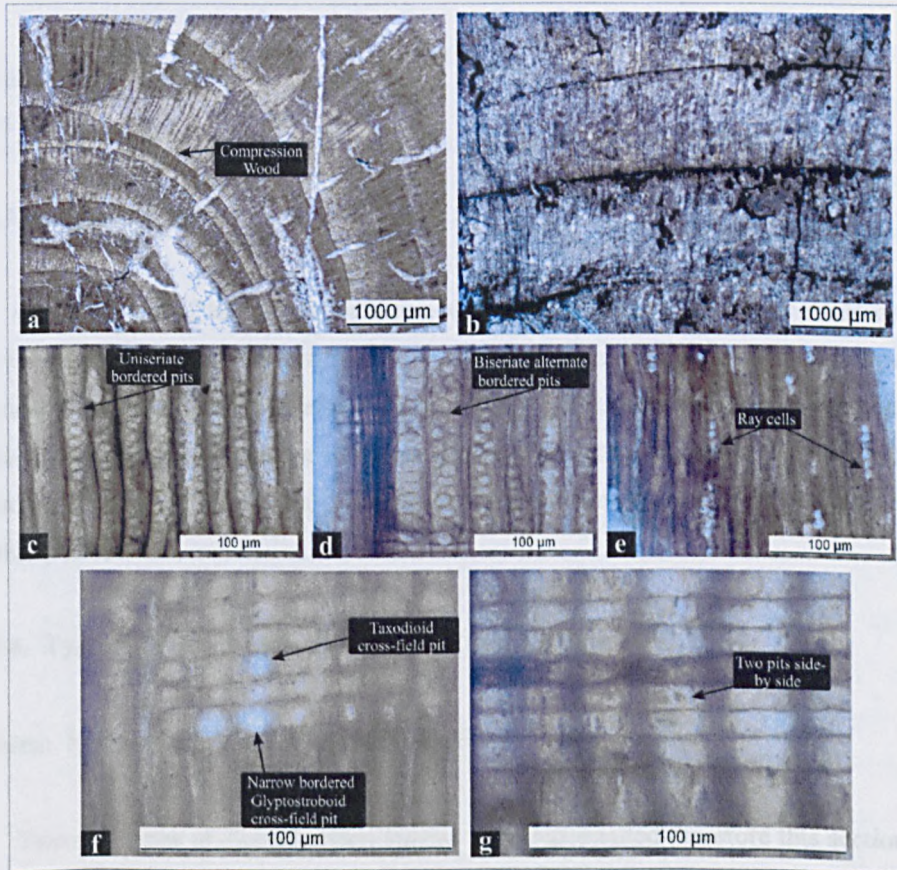 Compression
Wood
a
1000 µm
b
1000 µm
Uniseriate
bordered pits
c
100 µm
Biseriate alternate
bordered pits
d
100 µm
Ray cells
e
100 µm
Taxodioid
cross-field pit
Narrow bordered
Glyptostroboid
cross-field pit
f
100 µm
Two pits side-
by side
g
100 µm